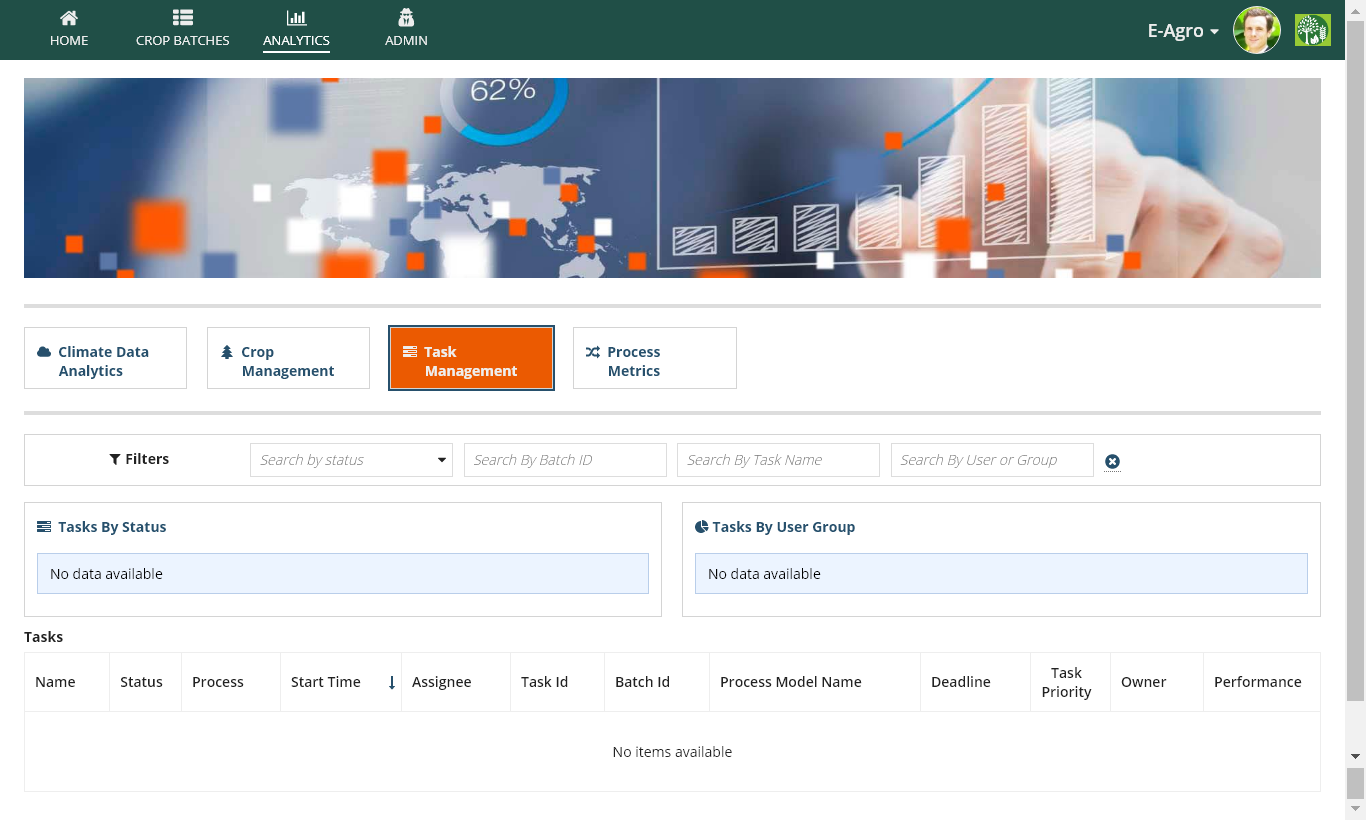 HOME
CROP BATCHES
ANALYTICS
ADMIN
E-Agro
62%
Climate Data
Analytics
Crop
Management
Task
Management
Process
Metrics
Filters
Search by status
Search By Batch ID
Search By Task Name
Search By User or Group
Tasks By Status
No data available
Tasks By User Group
No data available
Tasks
Name
Status
Process
Start Time
Assignee
Task Id
Batch Id
Process Model Name
Deadline
Task
Priority
Owner
Performance
No items available